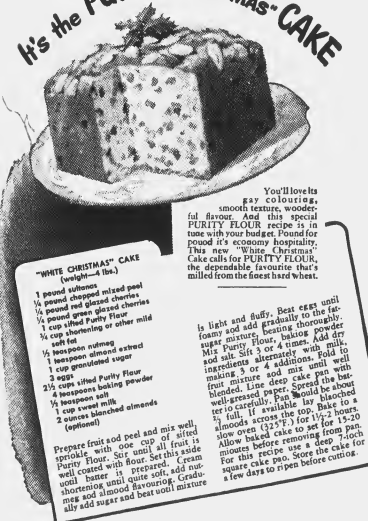 It's the
CAKE
You'll love its
gay colouring,
smooth texture, wonder-
ful flavour. And this special
PURITY FLOUR recipe is in
tune with your budget. Pound for
pound it's economy hospitality.
This new "White Christmas"
Cake calls for PURITY FLOUR,
the dependable favourite that's
milled from the finest hard wheat.
"WHITE CHRISTMAS" CAKE
(weight—4 lbs.)
1 pound sultanas
¼ pound chopped mixed peel
¼ pound red glazed cherries
¼ pound green glazed cherries
1 cup sifted Purity Flour
¾ cup shortening or other mild
soft fat
½ teaspoon nutmeg
1 teaspoon almond extract
1 cup granulated sugar
3 eggs
2½ cups sifted Purity Flour
4 teaspoons baking powder
½ teaspoon salt
1 cup sweet milk
2 ounces blanched almonds
(optional)
Prepare fruit and peel and mix well,
sprinkle with one cup of sifted
Purity Flour. Stir until all fruit is
well coated with flour. Set this aside
until batter is prepared. Cream
shortening until quite soft, add nut-
meg and almond flavouring. Gradu-
ally add sugar and beat until mixture
is light and fluffy. Beat eggs until
foamy and add gradually to the fat-
sugar mixture, beating thoroughly.
Mix Purity Flour, baking powder
and salt. Sift 3 or 4 times. Add dry
ingredients alternately with milk,
making 3 or 4 additions. Fold to
fruit mixture and mix until well
blended. Line deep cake pan with
well-greased paper. Spread the bat-
ter in carefully. Pan should be about
⅔ full. If available lay blanched
almonds across the top. Bake to a
slow oven (325°F.) for 1½-2 hours.
Allow baked cake to set for 15-20
minutes before removing from pan.
For this recipe use a deep 7-inch
square cake pan. Store the cake for
a few days to ripen before cutting.